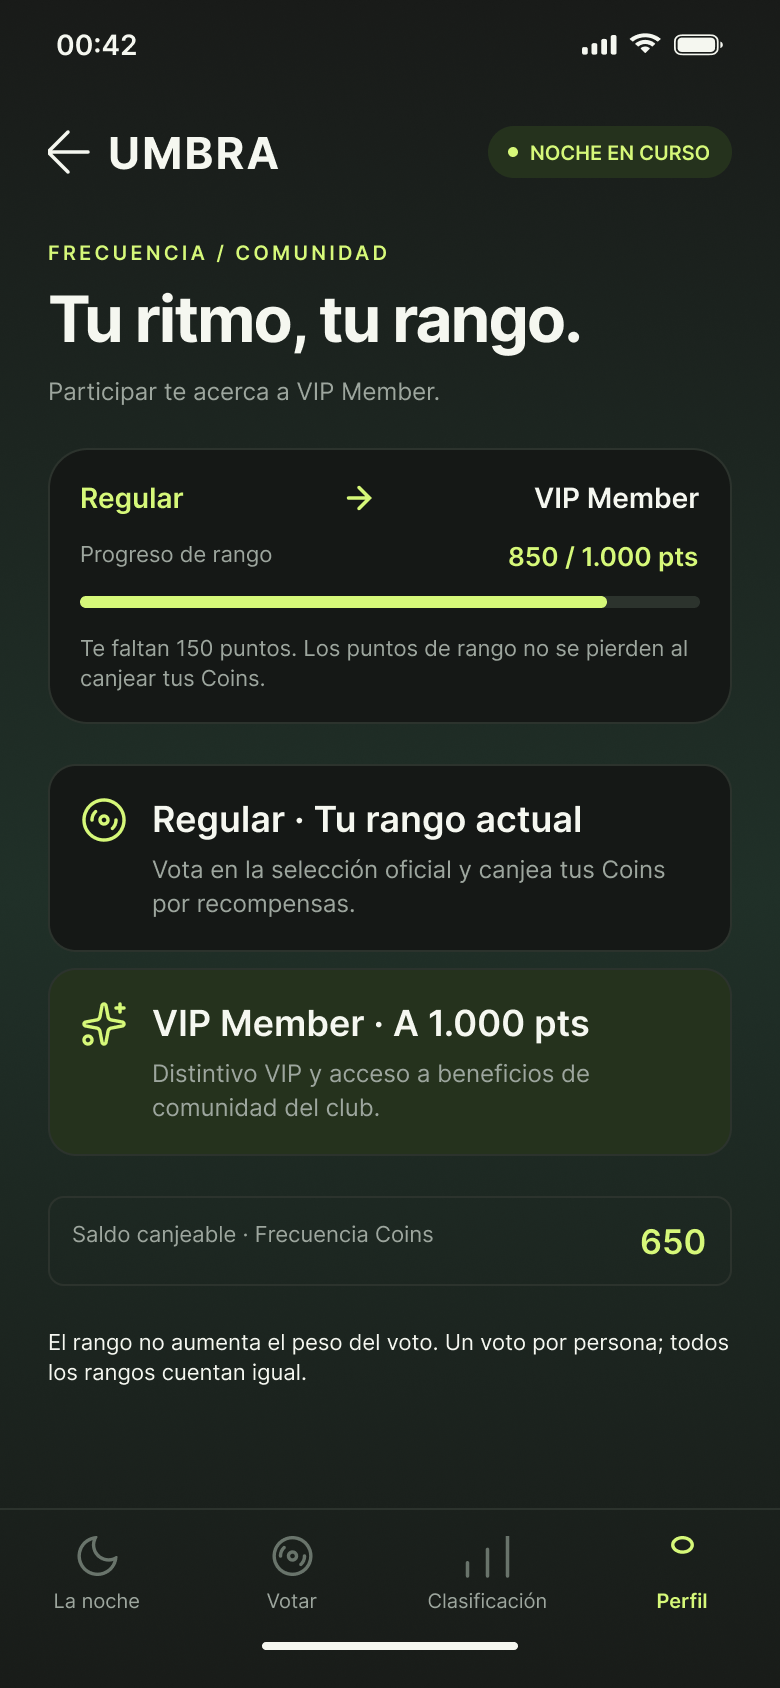 00:42
UMBRA
NOCHE EN CURSO
FRECUENCIA / COMUNIDAD
Tu ritmo, tu rango.
Participar te acerca a VIP Member.
Regular
VIP Member
Progreso de rango
850 / 1.000 pts
Te faltan 150 puntos. Los puntos de rango no se pierden al
canjear tus Coins.
Regular · Tu rango actual
Vota en la selección oficial y canjea tus Coins
por recompensas.
VIP Member · A 1.000 pts
Distintivo VIP y acceso a beneficios de
comunidad del club.
Saldo canjeable · Frecuencia Coins
650
El rango no aumenta el peso del voto. Un voto por persona; todos
los rangos cuentan igual.
La noche
Votar
Clasificación
Perfil